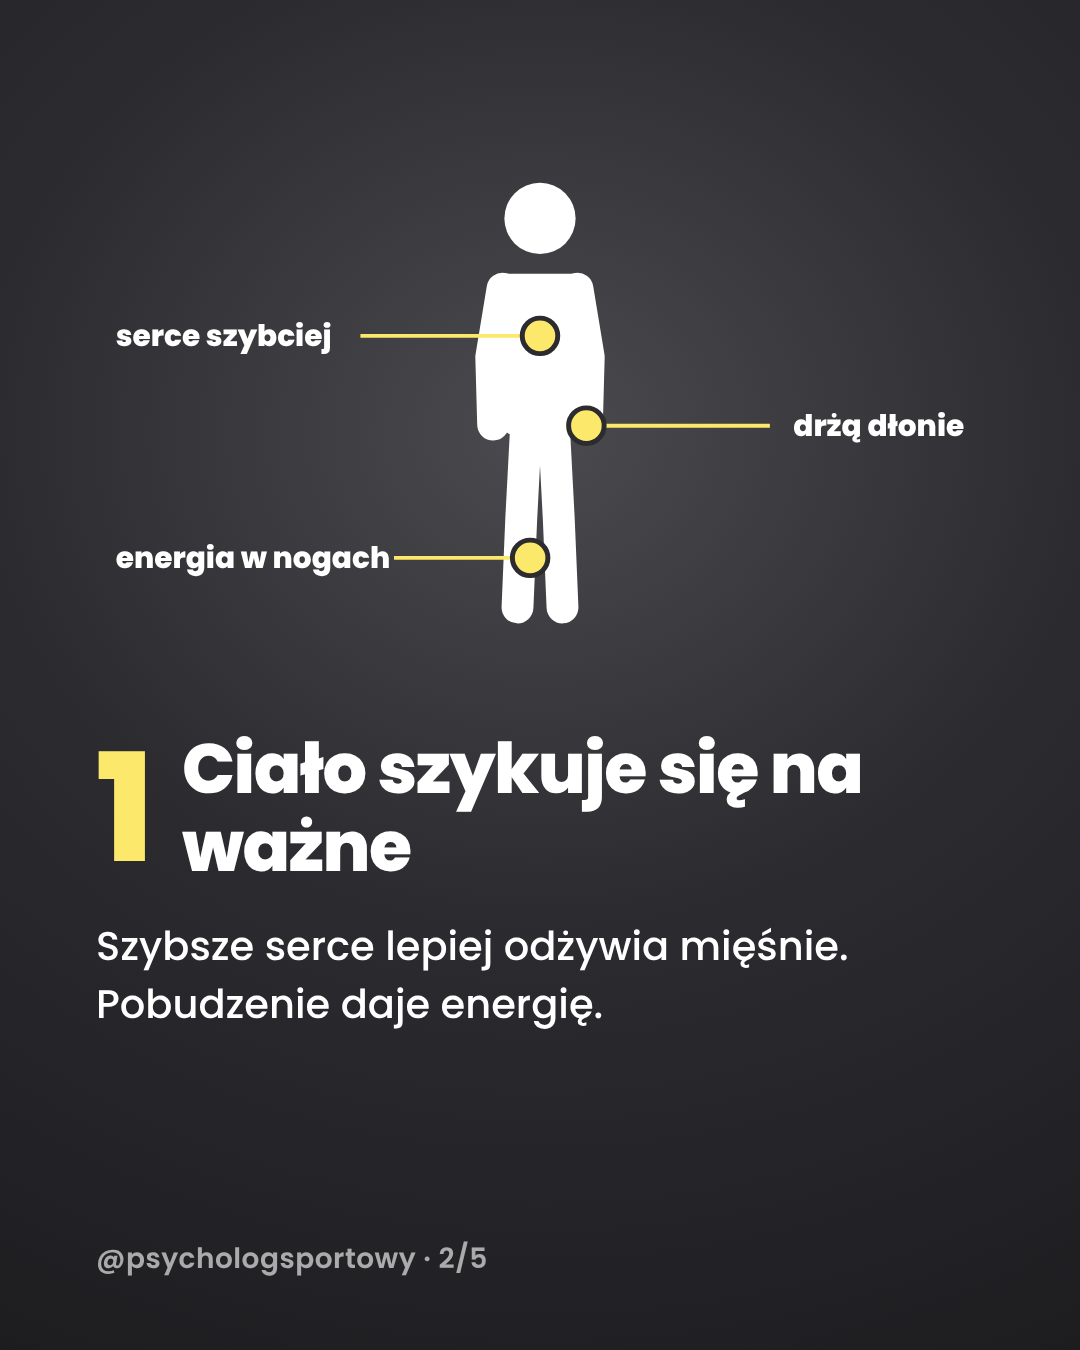 serce szybciej
drżą dłonie
energia w nogach
1 Ciało szykuje się na
ważne
Szybsze serce lepiej odżywia mięśnie.
Pobudzenie daje energię.
@psychologsportowy · 2/5